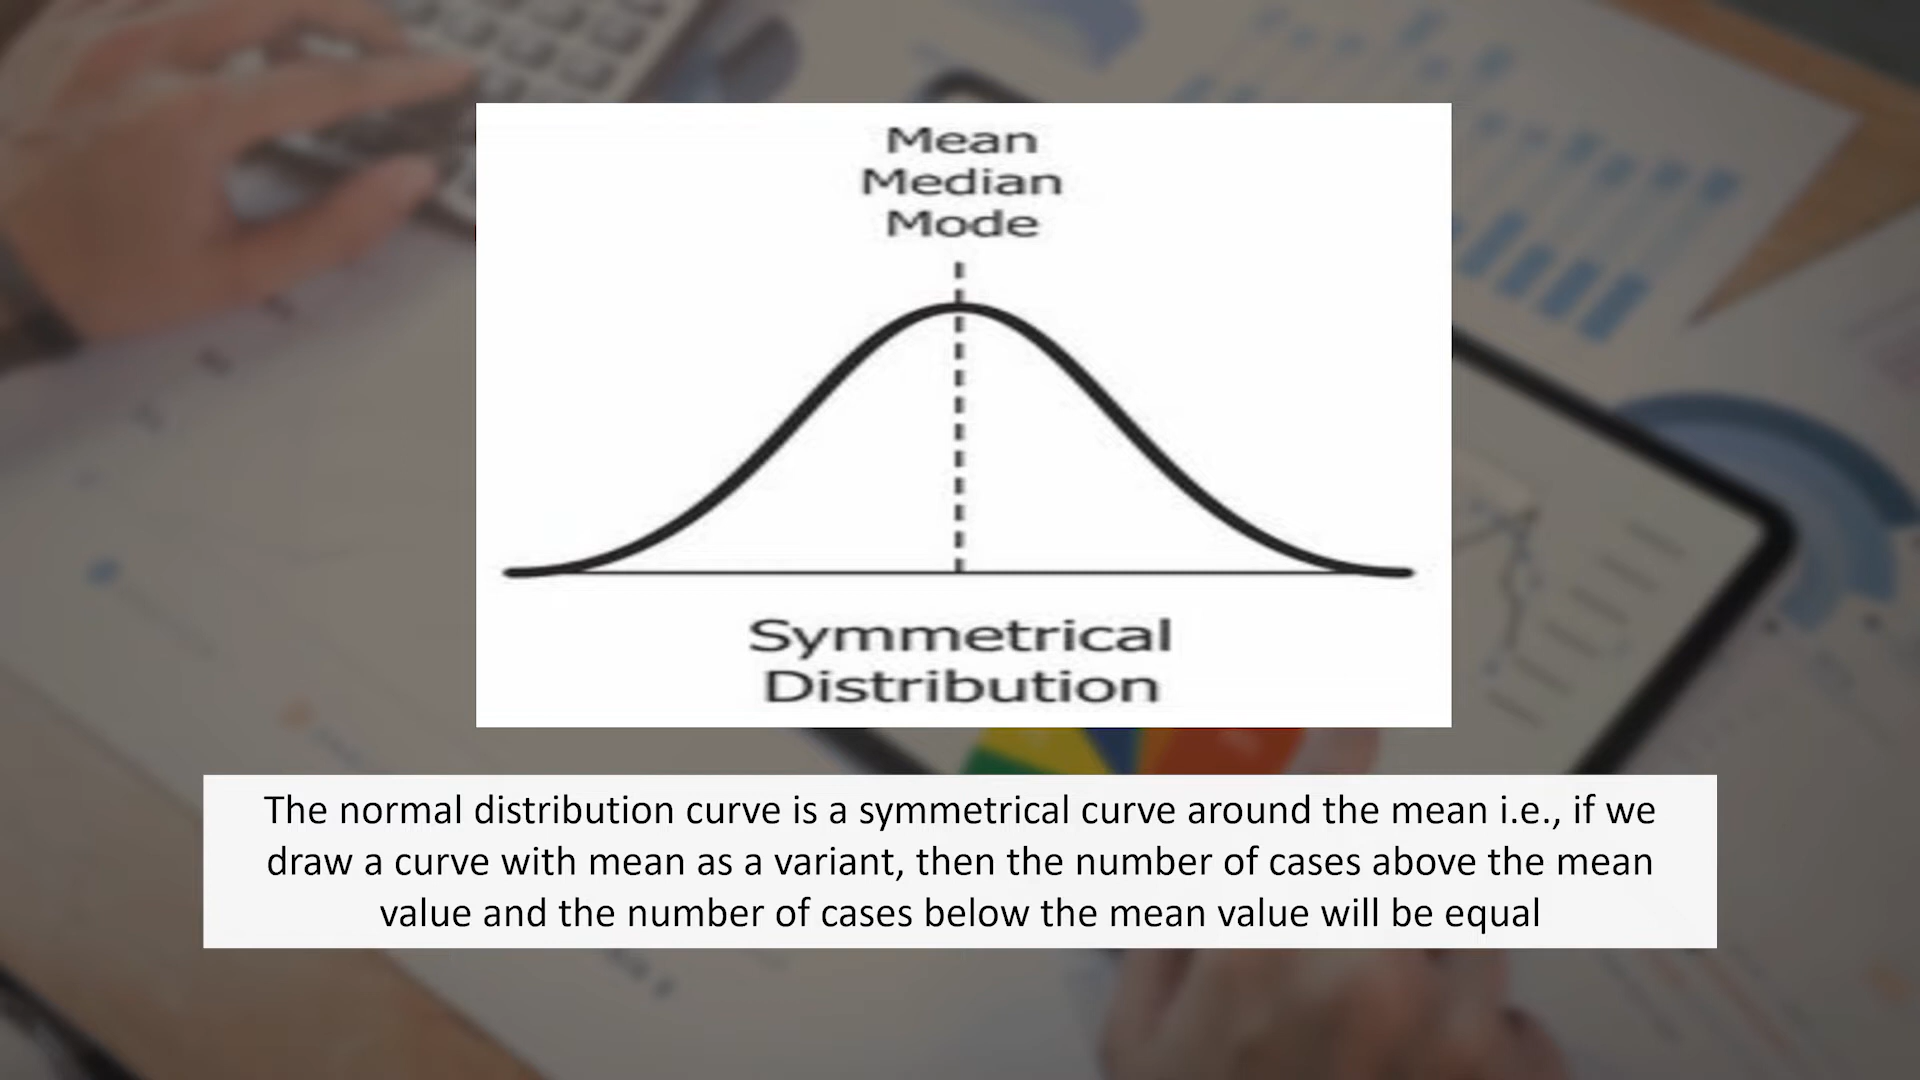 Mean
Median
Mode
Symmetrical
Distribution
The normal distribution curve is a symmetrical curve around the mean i.e., if we
draw a curve with mean as a variant, then the number of cases above the mean
value and the number of cases below the mean value will be equal